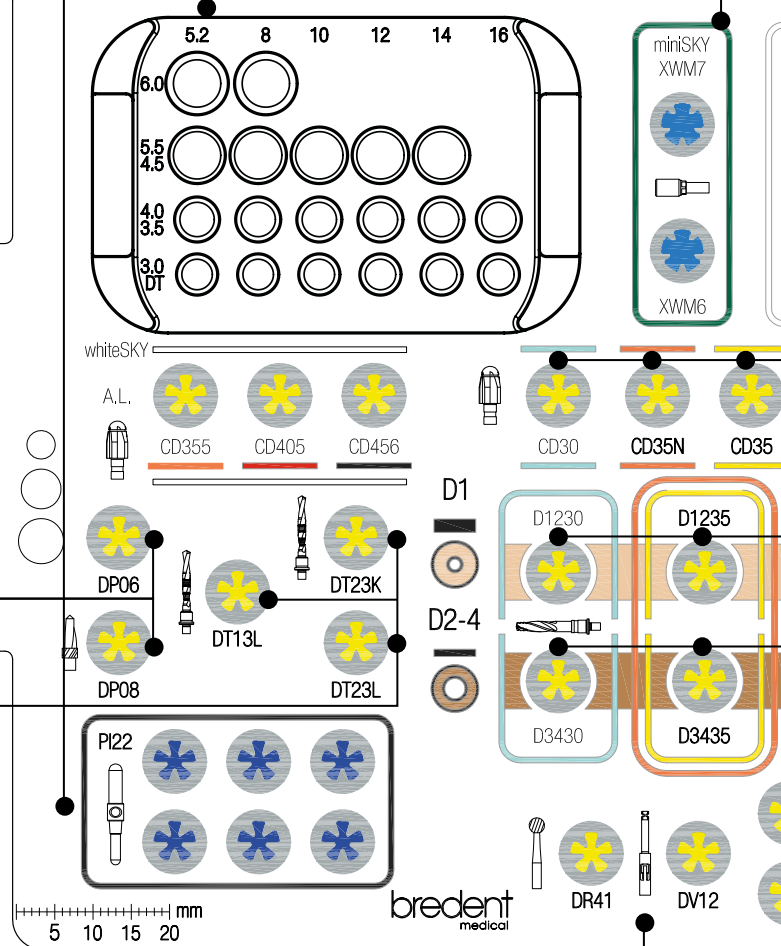 5.2 8 10 12 14 16
6.0
5.5
4.5
4.0
3.5
3.0
DT
miniSKY
XWM7
XWM6
whiteSKY
A.L.
CD355 CD405 CD456
CD30 CD35N CD35
D1
D1230 D1235
DP06
DT23K
DT13L
D2-4
DP08
DT23L
D3430 D3435
PI22
DR41 DV12
mm
5 10 15 20
bredent
medical